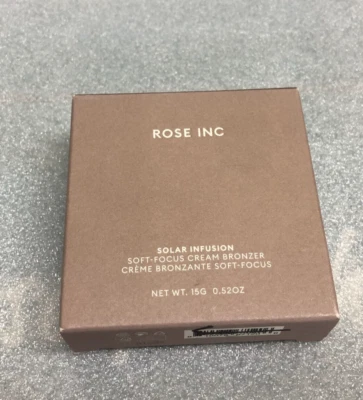 ROSE INC
SOLAR INFUSION
SOFT-FOCUS CREAM BRONZER
CRÈME BRONZANTE SOFT-FOCUS
NET WT. 15G 0.52OZ